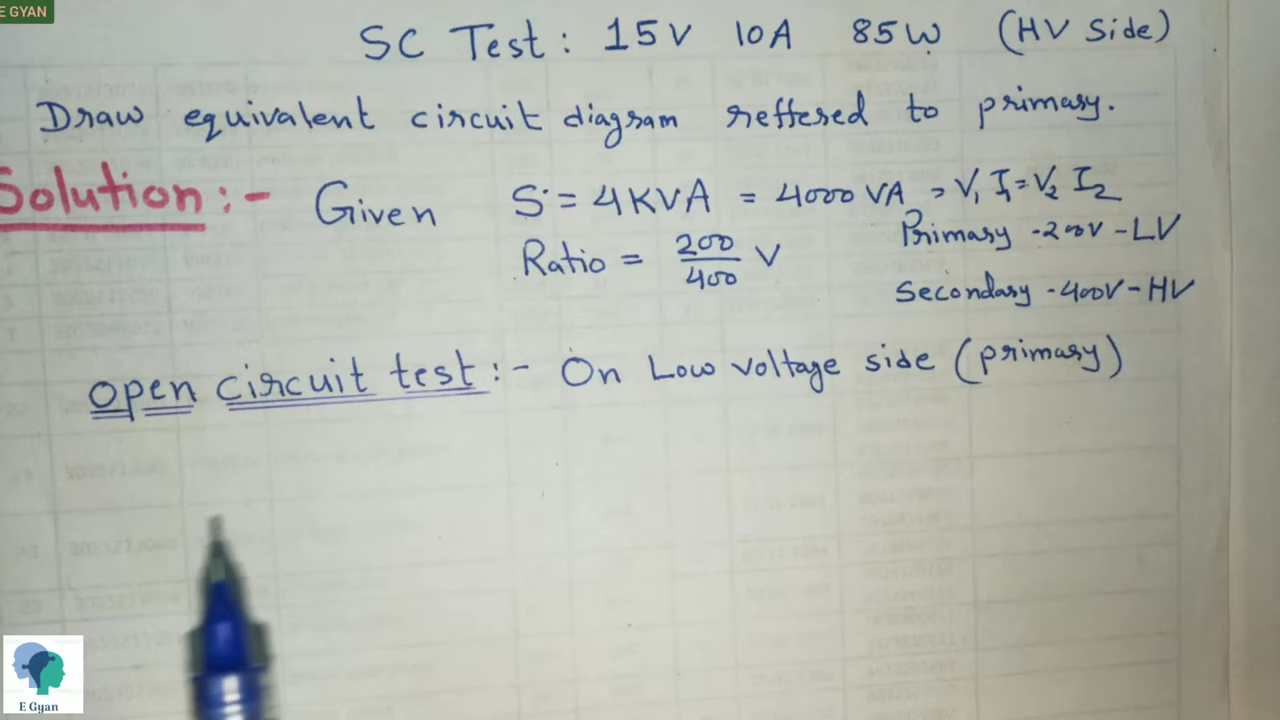 E GYAN
SC Test: 15V 10A 85W (HV Side)
Draw equivalent circuit diagram reffered to primary.
Solution:- Given S = 4KVA = 4000 VA = V1 I1 = V2 I2
Primary - 200V - LV
Ratio = 200/400 V
Secondary - 400V - HV
Open circuit test:- On Low voltage side (primary)
E Gyan